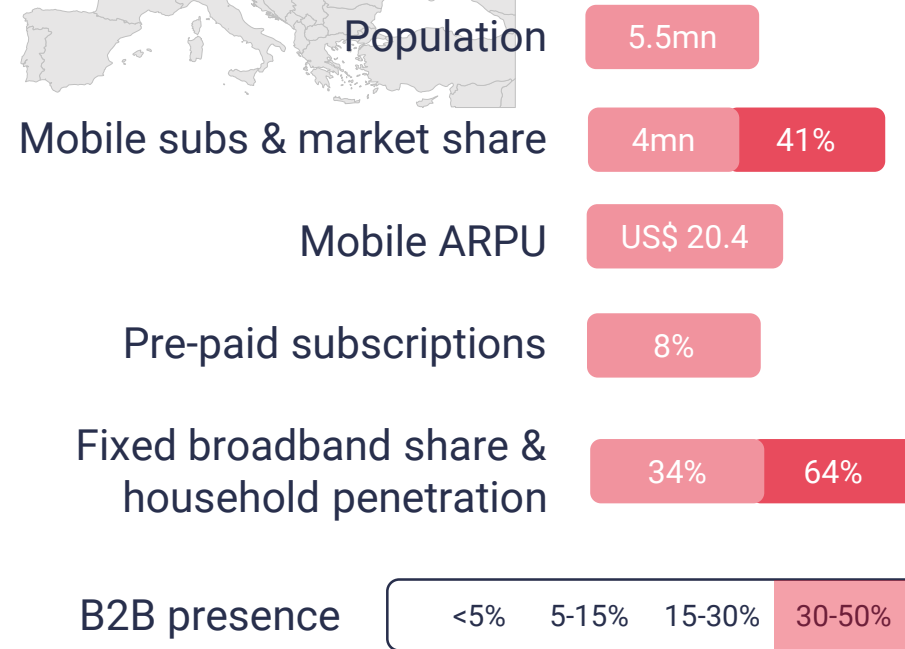 Population 5.5mn
Mobile subs & market share 4mn 41%
Mobile ARPU US$ 20.4
Pre-paid subscriptions 8%
Fixed broadband share &
household penetration 34% 64%
B2B presence <5% 5-15% 15-30% 30-50%